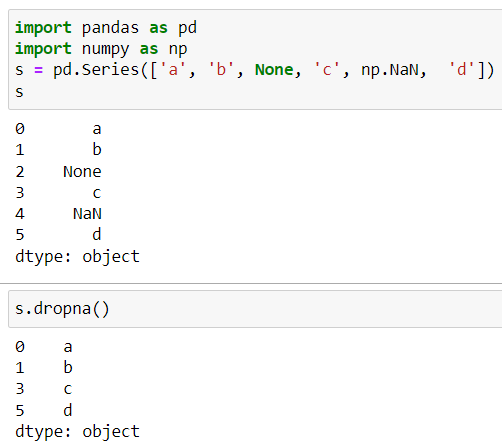 import pandas as pd
import numpy as np
s = pd.Series(['a', 'b', None, 'c', np.NaN,  'd'])
s
0       a
1       b
2    None
3       c
4     NaN
5       d
dtype: object
s.dropna()
0    a
1    b
3    c
5    d
dtype: object